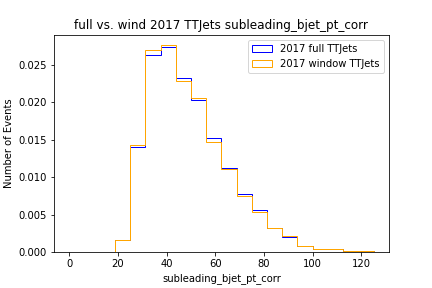 full vs. wind 2017 TTJets subleading_bjet_pt_corr
2017 full TTJets
2017 window TTJets
Number of Events
0.025
0.020
0.015
0.010
0.005
0.000
0 20 40 60 80 100 120
subleading_bjet_pt_corr